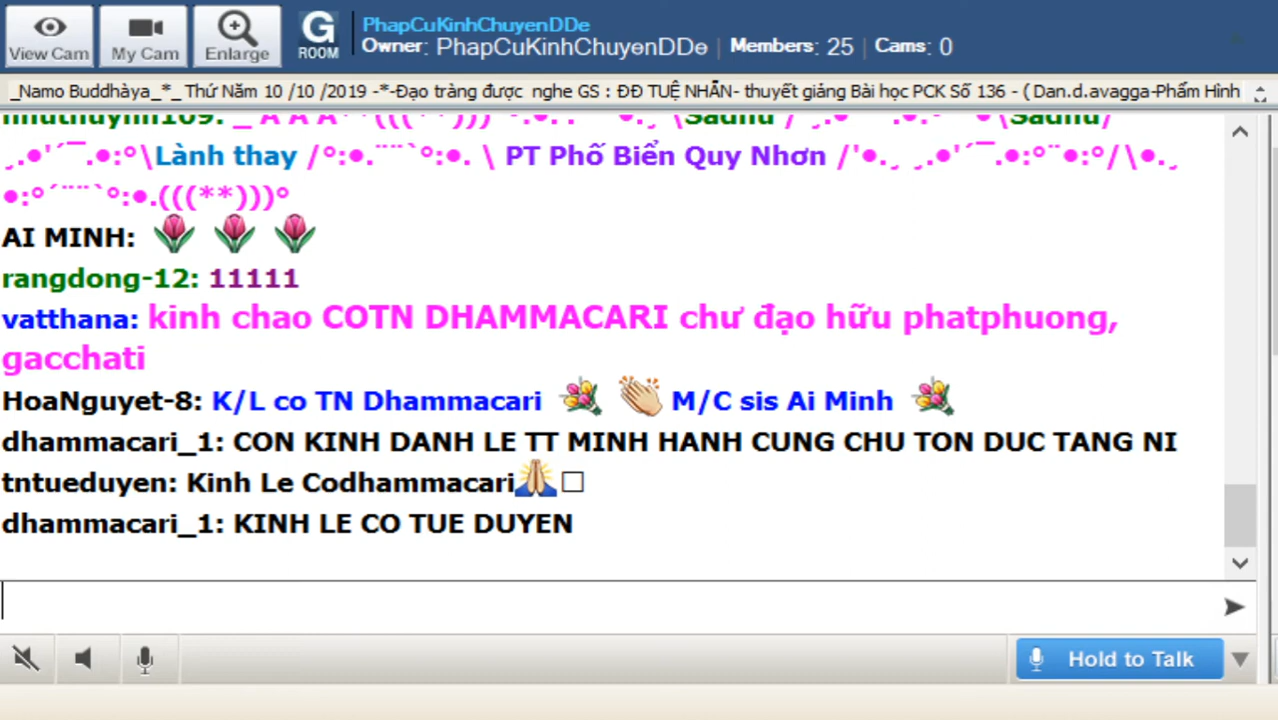 View Cam
My Cam
Enlarge
G ROOM
PhapCuKinhChuyenDDe
Owner: PhapCuKinhChuyenDDe | Members: 25 | Cams: 0
_Namo Buddhàya_*_ Thứ Năm 10 /10 /2019 -*-Đạo tràng được nghe GS : ĐĐ TUỆ NHẪN- thuyết giảng Bài học PCK Số 136 - ( Dan.d.avagga-Phẩm Hình
\Sadhu / \Sadhu/
\Lành thay / \ PT Phố Biển Quy Nhơn /
(((**)))°
AI MINH:
rangdong-12: 11111
vatthana: kinh chao COTN DHAMMACARI chư đạo hữu phatphuong,
gacchati
HoaNguyet-8: K/L co TN Dhammacari M/C sis Ai Minh
dhammacari_1: CON KINH DANH LE TT MINH HANH CUNG CHU TON DUC TANG NI
tntueduyen: Kinh Le Codhammacari
dhammacari_1: KINH LE CO TUE DUYEN
Hold to Talk